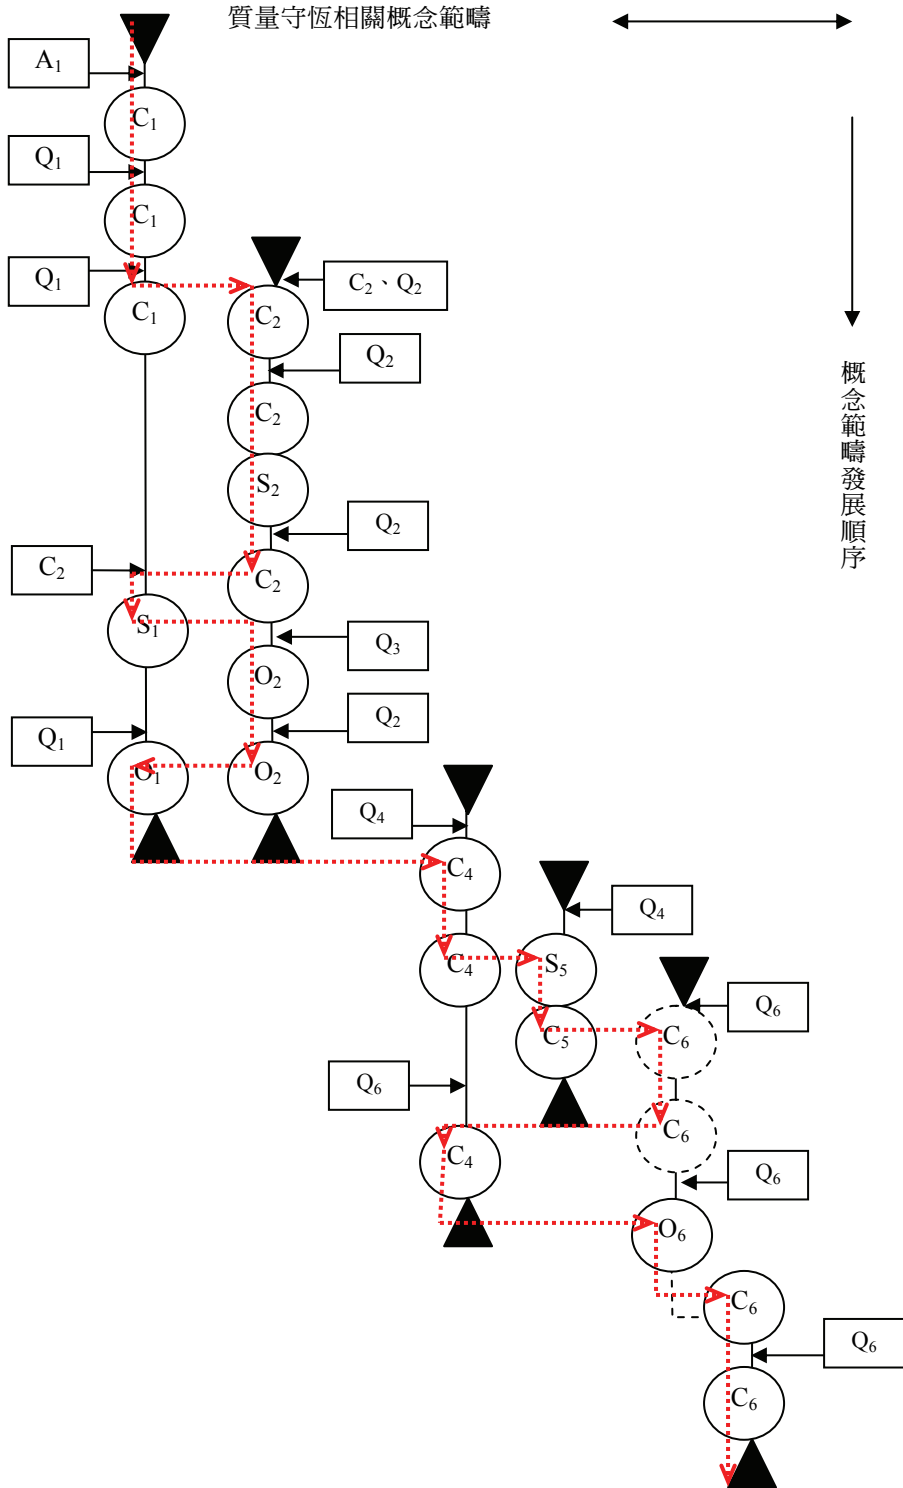 質量守恆相關概念範疇
A₁
C₁
Q₁
C₁
Q₁
C₁
C₂、Q₂
C₂
Q₂
C₂
概念範疇發展順序
S₂
Q₂
C₂
C₂
S₁
Q₃
O₂
Q₂
Q₁
O₁
O₂
Q₄
C₄
Q₄
C₄
S₅
Q₆
C₅
C₆
Q₆
C₆
C₄
Q₆
O₆
C₆
Q₆
C₆